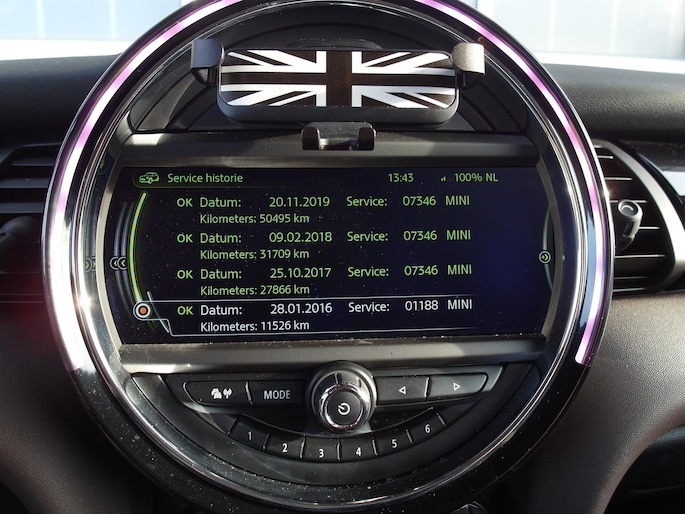 Service historie 13:43 100% NL
OK Datum: 20.11.2019 Service: 07346 MINI
Kilometers: 50495 km
OK Datum: 09.02.2018 Service: 07346 MINI
Kilometers: 31709 km
OK Datum: 25.10.2017 Service: 07346 MINI
Kilometers: 27866 km
OK Datum: 28.01.2016 Service: 01188 MINI
Kilometers: 11526 km
MODE
1 2 3 4 5 6